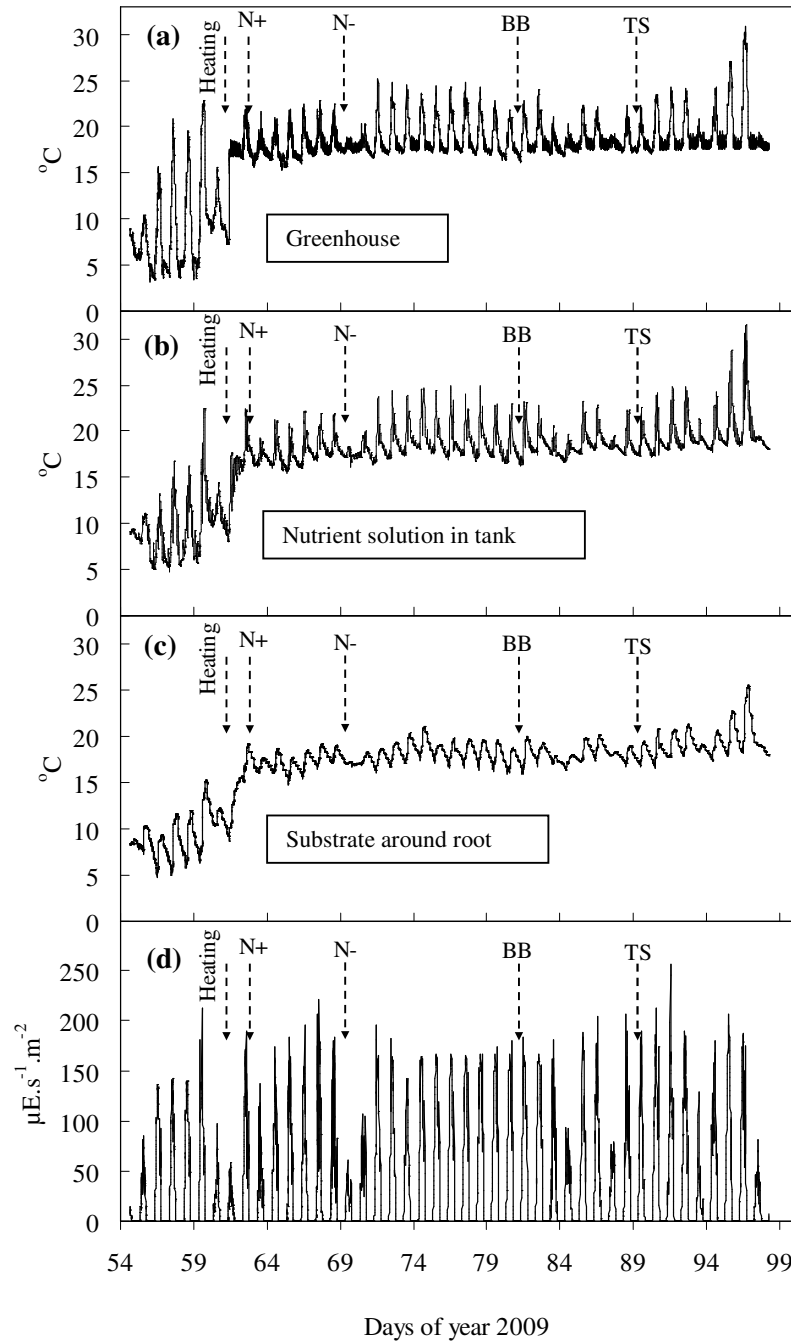 (a)
Heating
N+
N-
BB
TS
30
25
20
15
10
5
0
°C
Greenhouse
(b)
Heating
N+
N-
BB
TS
30
25
20
15
10
5
0
°C
Nutrient solution in tank
(c)
Heating
N+
N-
BB
TS
30
25
20
15
10
5
0
°C
Substrate around root
(d)
Heating
N+
N-
BB
TS
250
200
150
100
50
0
µE.s⁻¹.m⁻²
54 59 64 69 74 79 84 89 94 99
Days of year 2009